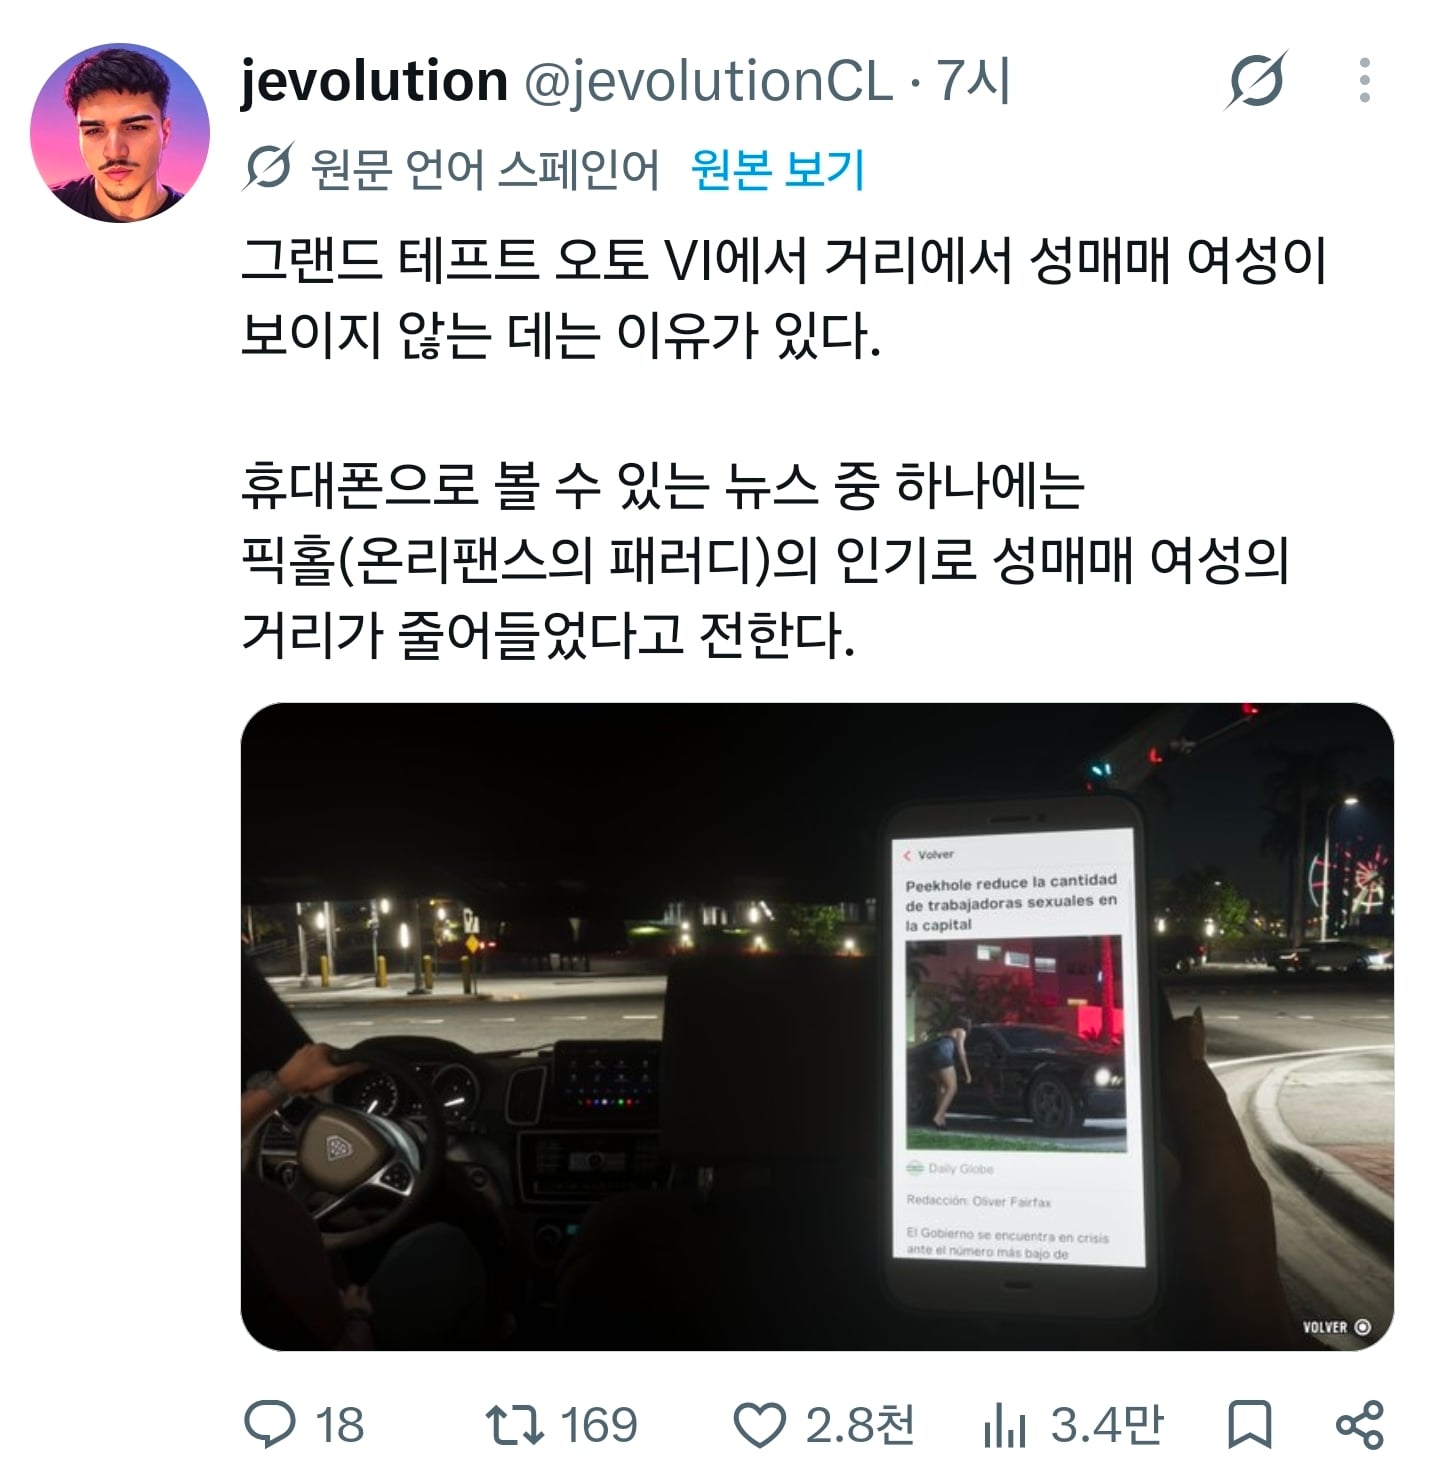 jevolution @jevolutionCL · 7시
원문 언어 스페인어 원본 보기
그랜드 테프트 오토 VI에서 거리에서 성매매 여성이
보이지 않는 데는 이유가 있다.
휴대폰으로 볼 수 있는 뉴스 중 하나에는
픽홀(온리팬스의 패러디)의 인기로 성매매 여성의
거리가 줄어들었다고 전한다.
Volver
Peekhole reduce la cantidad
de trabajadoras sexuales en
la capital
Daily Globe
Redacción: Oliver Fairfax
El Gobierno se encuentra en crisis
ante el número más bajo de
VOLVER
18 169 2.8천 3.4만